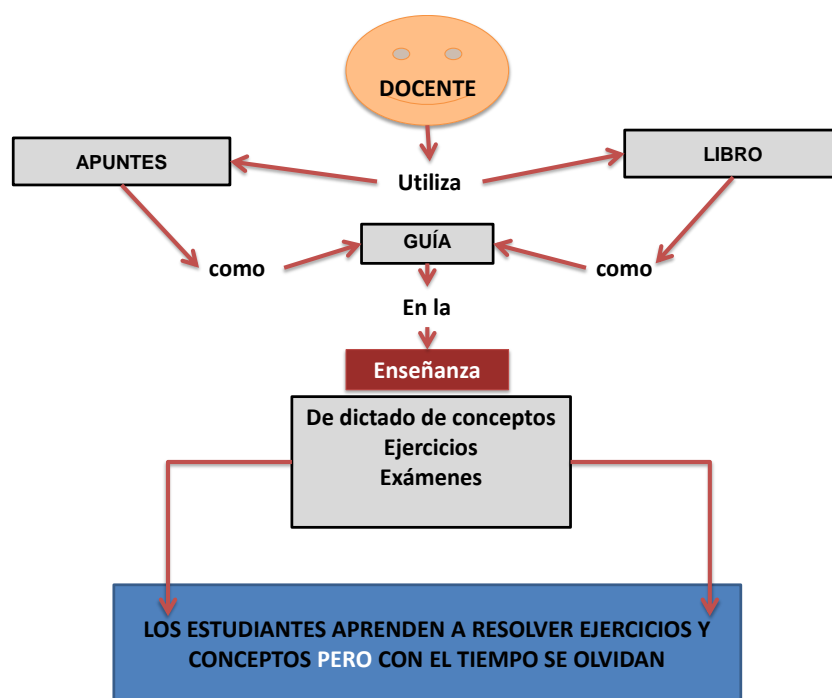 DOCENTE
APUNTES
Utiliza
LIBRO
como
GUÍA
como
En la
Enseñanza
De dictado de conceptos
Ejercicios
Exámenes
LOS ESTUDIANTES APRENDEN A RESOLVER EJERCICIOS Y
CONCEPTOS PERO CON EL TIEMPO SE OLVIDAN